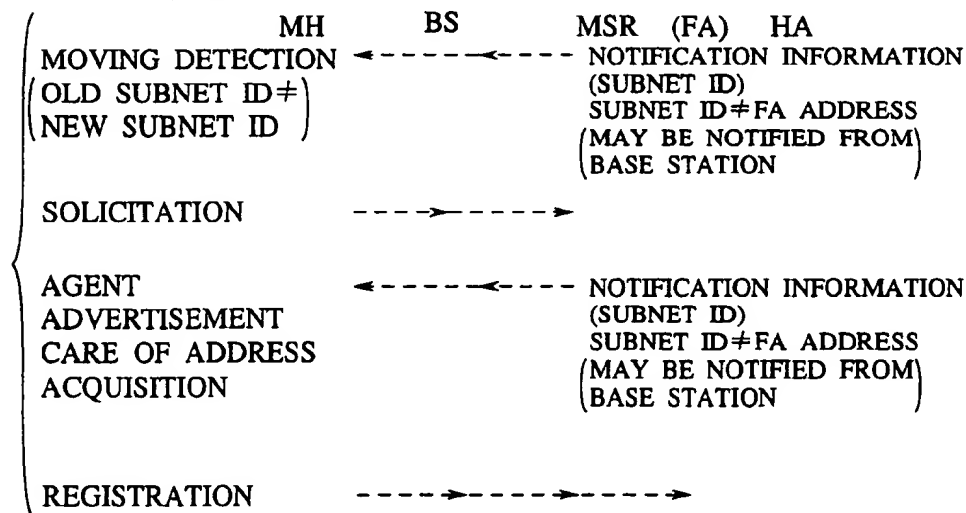 MH BS MSR (FA) HA
MOVING DETECTION NOTIFICATION INFORMATION
(OLD SUBNET ID≠ (SUBNET ID)
NEW SUBNET ID) SUBNET ID≠FA ADDRESS
(MAY BE NOTIFIED FROM
BASE STATION)
SOLICITATION
AGENT NOTIFICATION INFORMATION
ADVERTISEMENT (SUBNET ID)
CARE OF ADDRESS SUBNET ID≠FA ADDRESS
ACQUISITION (MAY BE NOTIFIED FROM
BASE STATION)
REGISTRATION